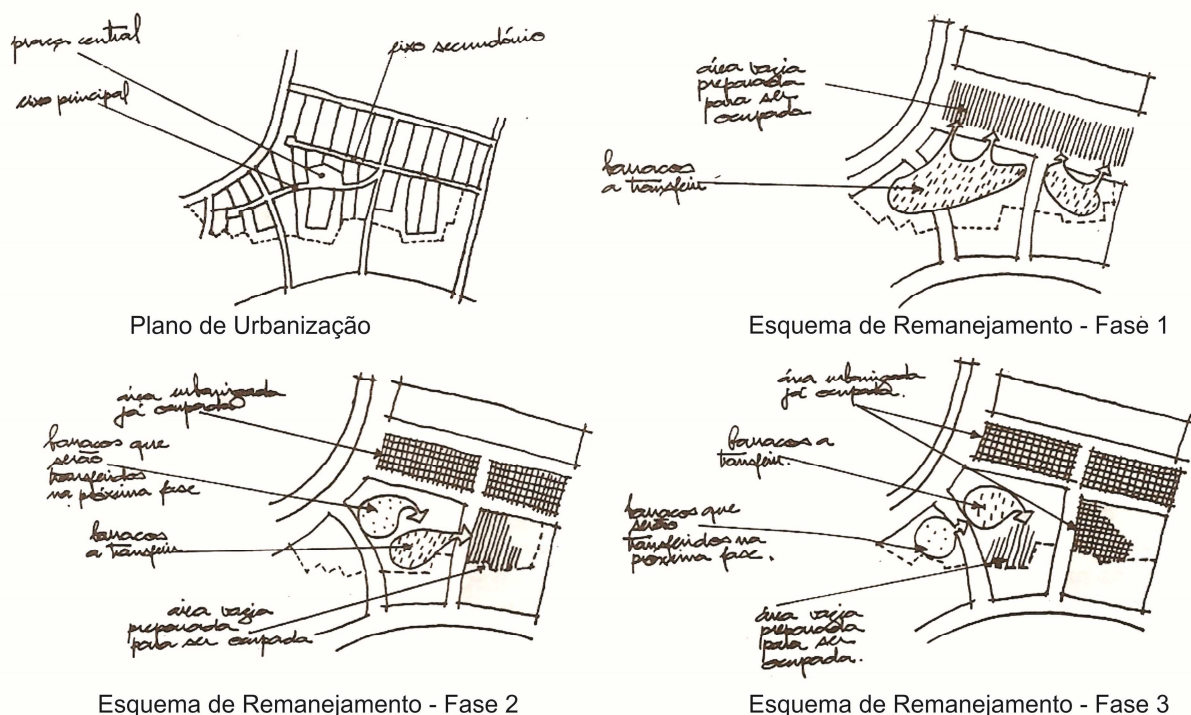 praça central
eixo principal
eixo secundário
Plano de Urbanização
área vazia
preparada
para ser
ocupada
barracos
a transferir
Esquema de Remanejamento - Fase 1
área urbanizada
já ocupada
barracos que
serão
transferidos
na próxima fase
barracos
a transferir
área vazia
preparada
para ser ocupada
Esquema de Remanejamento - Fase 2
área urbanizada
já ocupada.
barracos a
transferir.
barracos que
serão
transferidos na
próxima fase.
área vazia
preparada
para ser
ocupada.
Esquema de Remanejamento - Fase 3